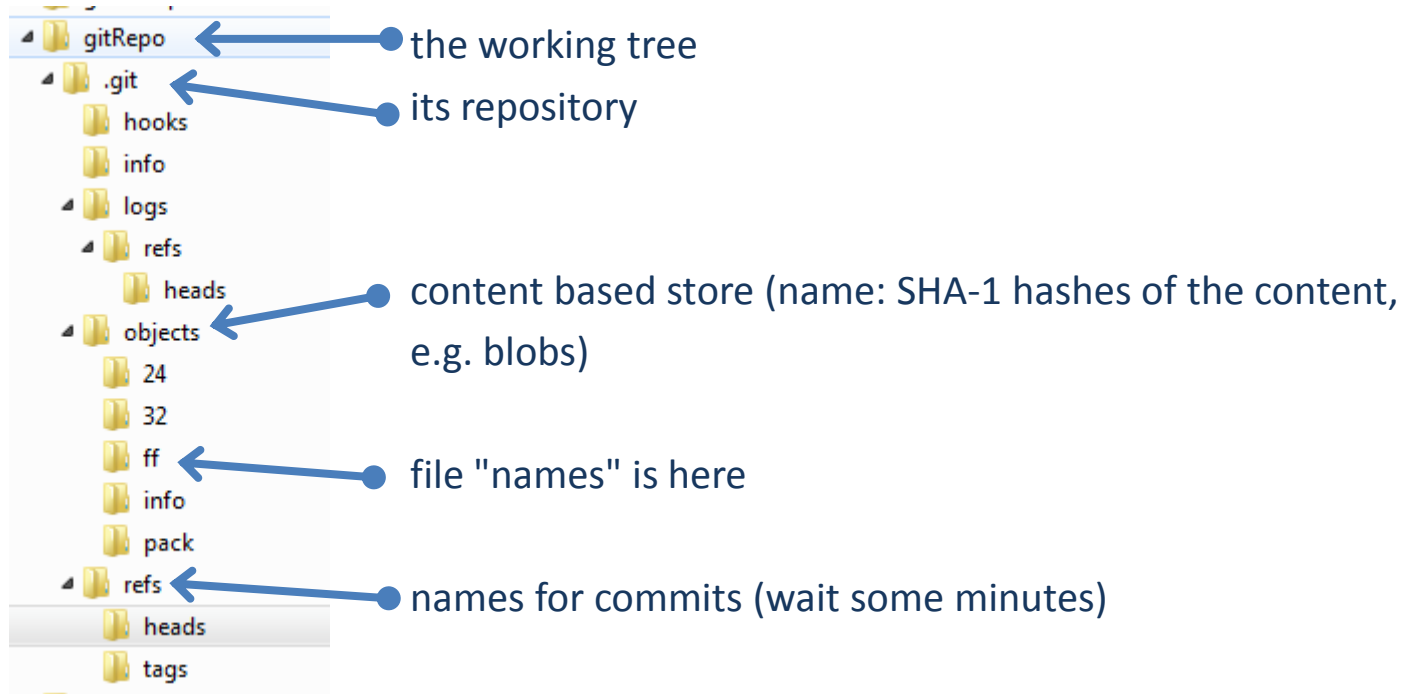 gitRepo the working tree
.git its repository
hooks
info
logs
refs
heads content based store (name: SHA-1 hashes of the content,
objects e.g. blobs)
24
32
ff file "names" is here
info
pack
refs names for commits (wait some minutes)
heads
tags